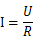 I = U/R